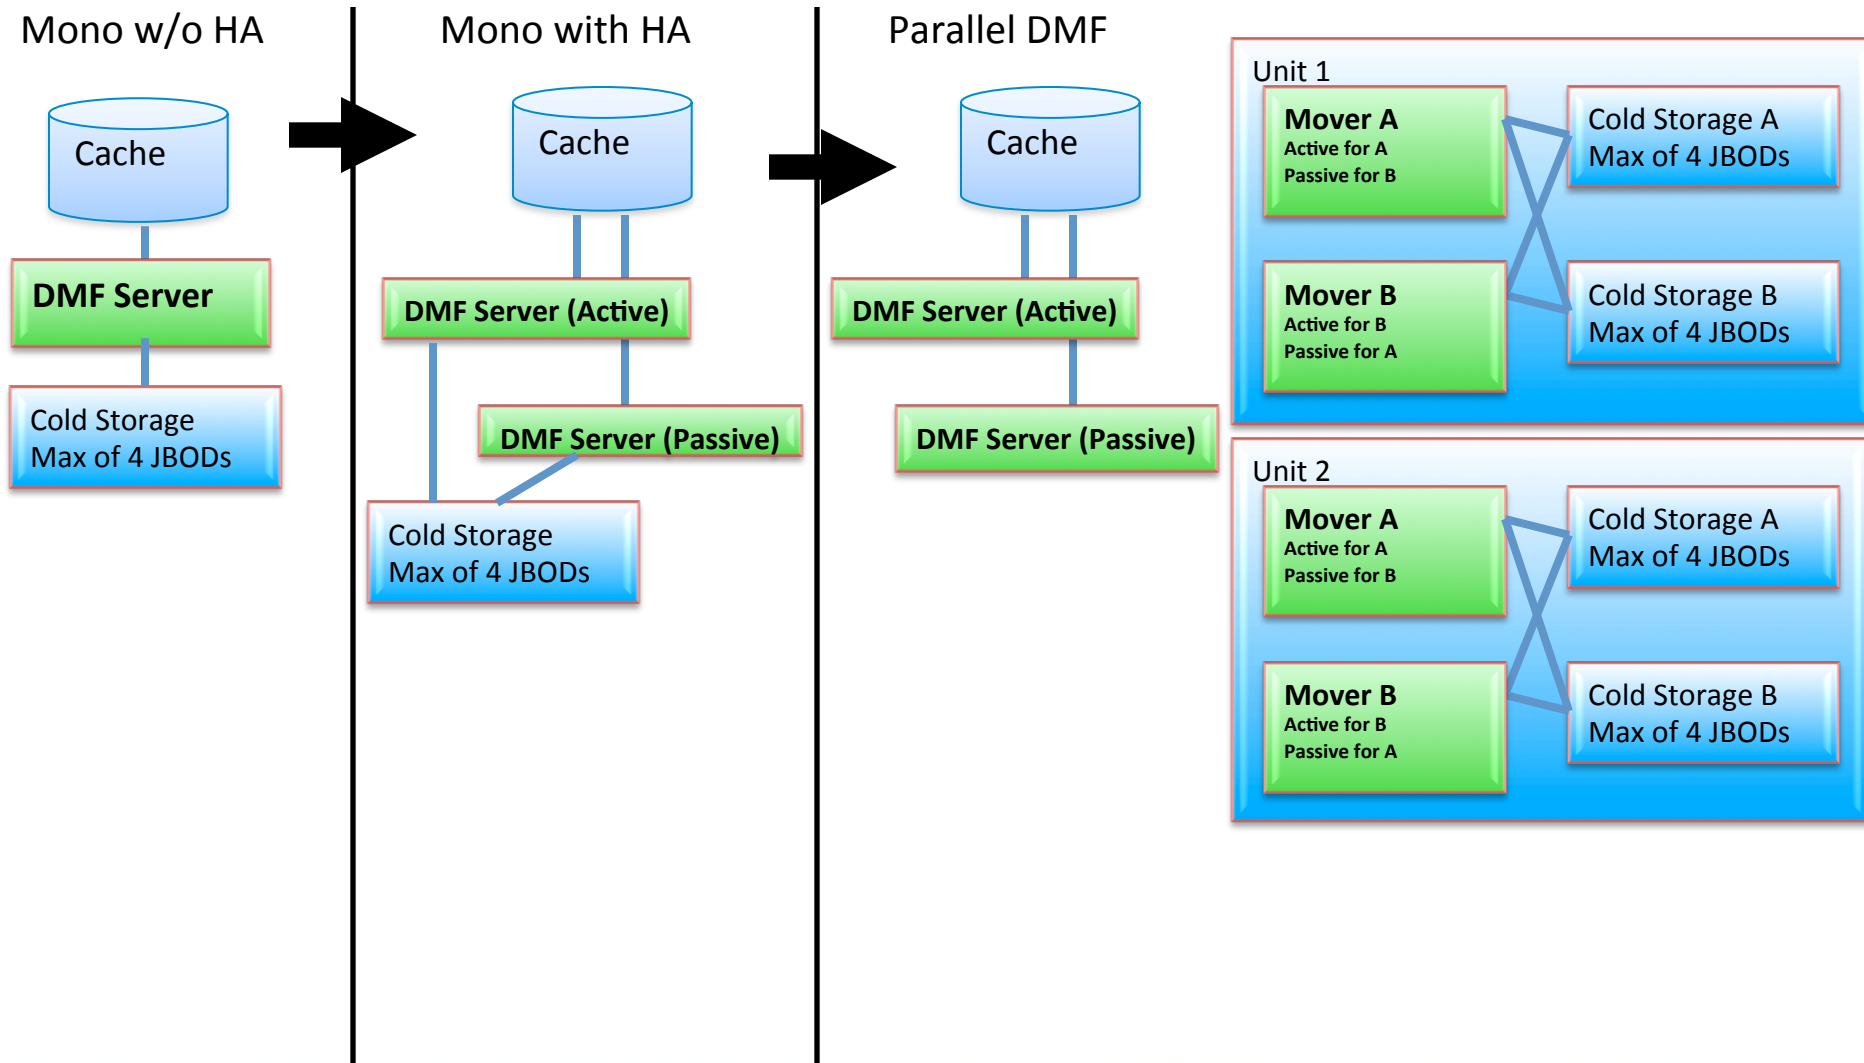 Mono w/o HA
Cache
DMF Server
Cold Storage
Max of 4 JBODs
Mono with HA
Cache
DMF Server (Active)
DMF Server (Passive)
Cold Storage
Max of 4 JBODs
Parallel DMF
Cache
DMF Server (Active)
DMF Server (Passive)
Unit 1
Mover A
Active for A
Passive for B
Cold Storage A
Max of 4 JBODs
Mover B
Active for B
Passive for A
Cold Storage B
Max of 4 JBODs
Unit 2
Mover A
Active for A
Passive for B
Cold Storage A
Max of 4 JBODs
Mover B
Active for B
Passive for A
Cold Storage B
Max of 4 JBODs